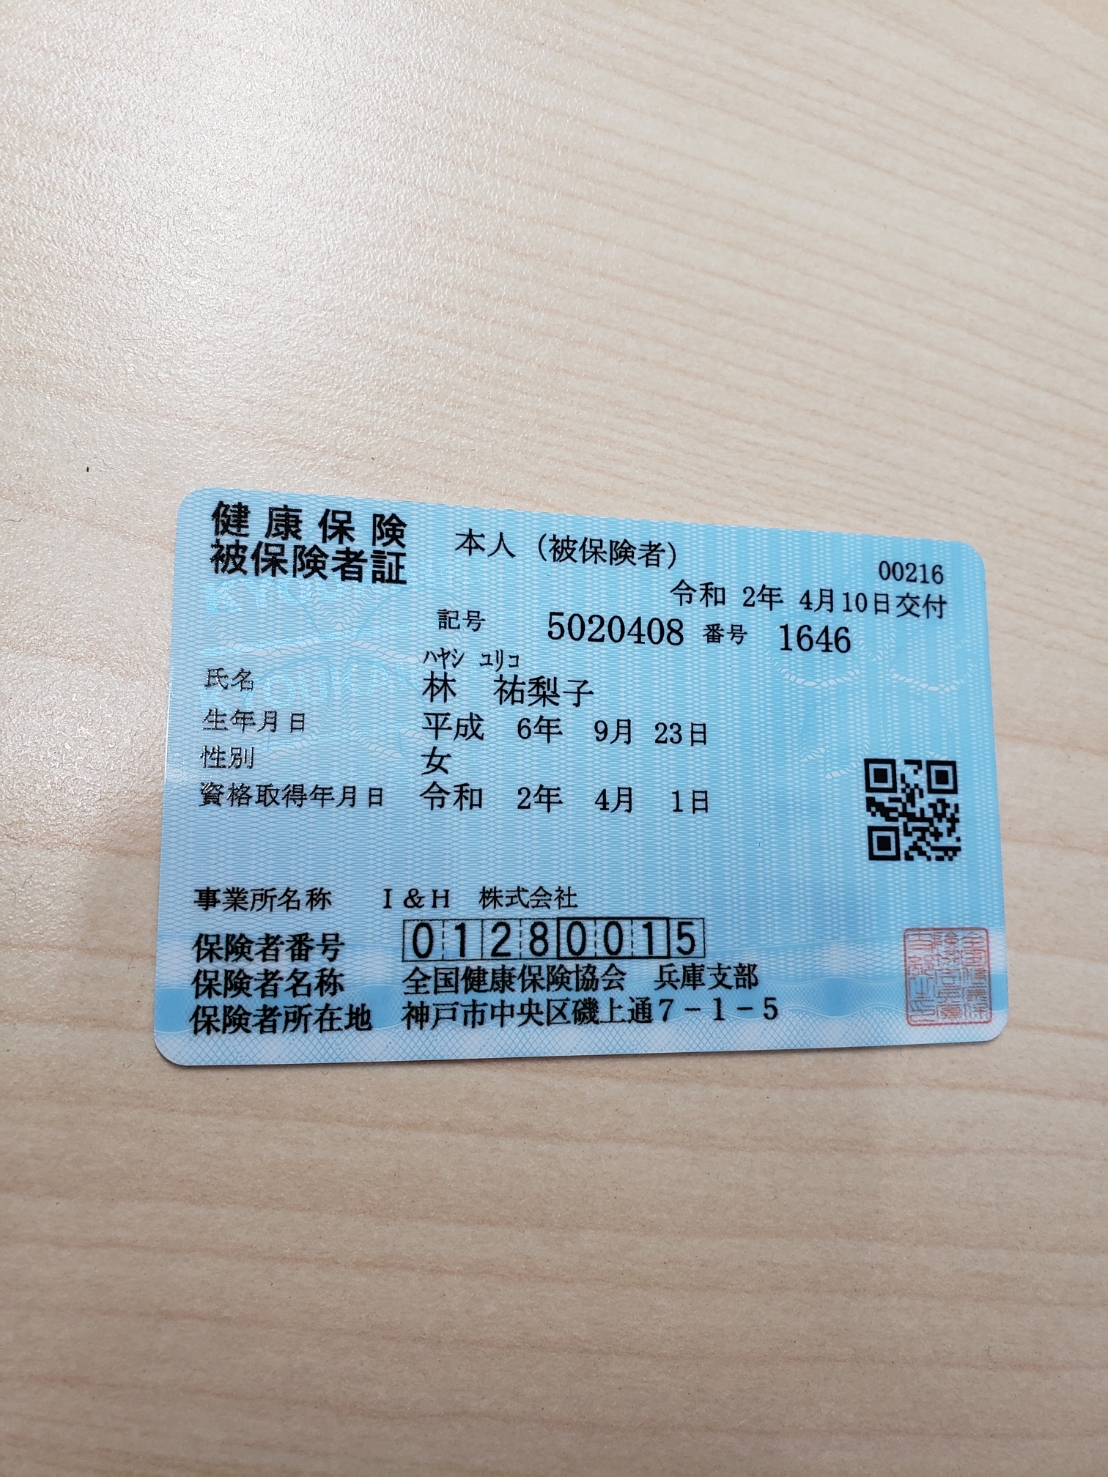 健康保険
被保険者証
本人（被保険者）
00216
令和 2年 4月10日交付
記号 5020408 番号 1646
ﾊﾔｼ ﾕﾘｺ
氏名 林 祐梨子
生年月日 平成 6年 9月 23日
性別 女
資格取得年月日 令和 2年 4月 1日
事業所名称 I＆H 株式会社
保険者番号 01280015
保険者名称 全国健康保険協会 兵庫支部
保険者所在地 神戸市中央区磯上通7－1－5